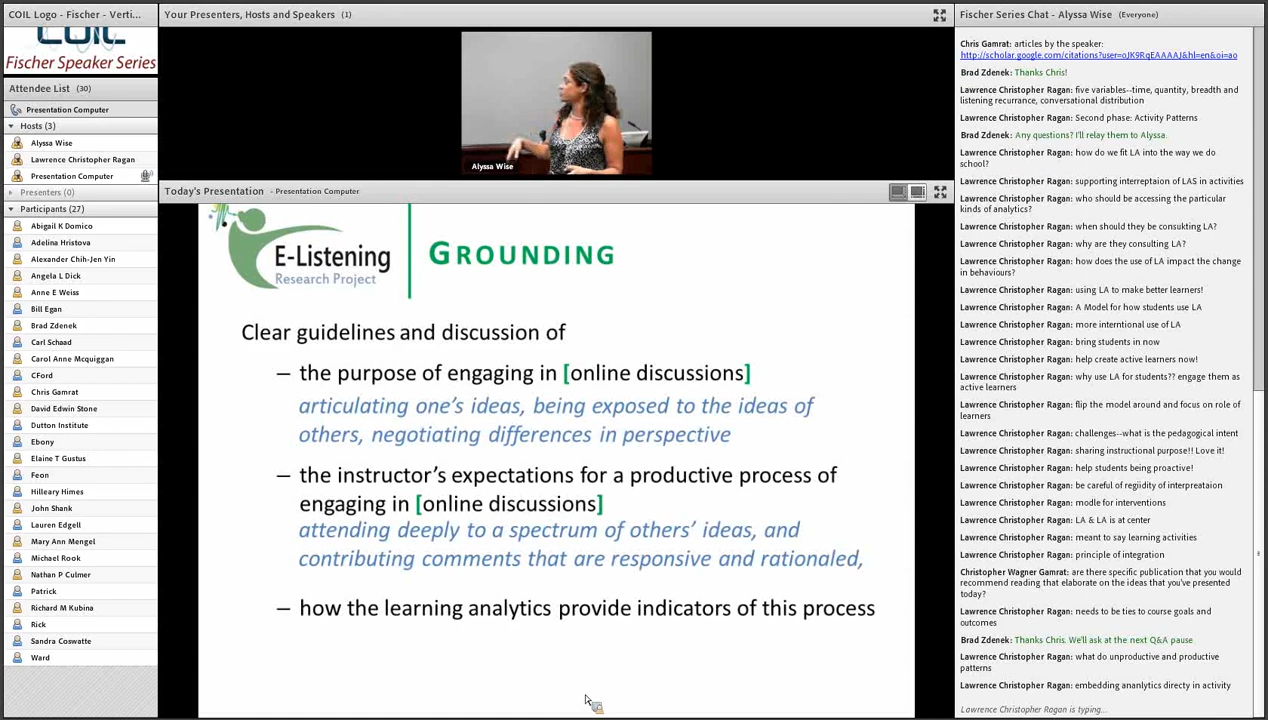 COIL Logo - Fischer - Verti...
COIL
Fischer Speaker Series
Attendee List (30)
Presentation Computer
Hosts (3)
Alyssa Wise
Lawrence Christopher Ragan
Presentation Computer
Presenters (0)
Participants (27)
Abigail K Domico
Adelina Hristova
Alexander Chih-Jen Yin
Angela L Dick
Anne E Weiss
Bill Egan
Brad Zdenek
Carl Schaad
Carol Anne Mcquiggan
CFord
Chris Gamrat
David Edwin Stone
Dutton Institute
Ebony
Elaine T Gustus
Feon
Hilleary Himes
John Shank
Lauren Edgell
Mary Ann Mengel
Michael Rook
Nathan P Culmer
Patrick
Richard M Kubina
Rick
Sandra Coswatte
Ward
Your Presenters, Hosts and Speakers (1)
Alyssa Wise
Today's Presentation - Presentation Computer
E-Listening
Research Project
GROUNDING
Clear guidelines and discussion of
– the purpose of engaging in [online discussions]
articulating one's ideas, being exposed to the ideas of
others, negotiating differences in perspective
– the instructor's expectations for a productive process of
engaging in [online discussions]
attending deeply to a spectrum of others' ideas, and
contributing comments that are responsive and rationaled,
– how the learning analytics provide indicators of this process
Fischer Series Chat - Alyssa Wise (Everyone)
Chris Gamrat: articles by the speaker:
http://scholar.google.com/citations?user=oJK9RqEAAAAJ&hl=en&oi=ao
Brad Zdenek: Thanks Chris!
Lawrence Christopher Ragan: five variables--time, quantity, breadth and
listening recurrance, conversational distribution
Lawrence Christopher Ragan: Second phase: Activity Patterns
Brad Zdenek: Any questions? I'll relay them to Alyssa.
Lawrence Christopher Ragan: how do we fit LA into the way we do
school?
Lawrence Christopher Ragan: supporting interreptaion of LAS in activities
Lawrence Christopher Ragan: who should be accessing the particular
kinds of analytics?
Lawrence Christopher Ragan: when should they be consukting LA?
Lawrence Christopher Ragan: why are they consulting LA?
Lawrence Christopher Ragan: how does the use of LA impact the change
in behaviours?
Lawrence Christopher Ragan: using LA to make better learners!
Lawrence Christopher Ragan: A Model for how students use LA
Lawrence Christopher Ragan: more interntional use of LA
Lawrence Christopher Ragan: bring students in now
Lawrence Christopher Ragan: help create active learners now!
Lawrence Christopher Ragan: why use LA for students?? engage them as
active learners
Lawrence Christopher Ragan: flip the model around and focus on role of
learners
Lawrence Christopher Ragan: challenges--what is the pedagogical intent
Lawrence Christopher Ragan: sharing instructional purpose!! Love it!
Lawrence Christopher Ragan: help students being proactive!
Lawrence Christopher Ragan: be careful of regiidity of interpreataion
Lawrence Christopher Ragan: modle for interventions
Lawrence Christopher Ragan: LA & LA is at center
Lawrence Christopher Ragan: meant to say learning activities
Lawrence Christopher Ragan: principle of integration
Christopher Wagner Gamrat: are there specific publication that you would
recommend reading that elaborate on the ideas that you've presented
today?
Lawrence Christopher Ragan: needs to be ties to course goals and
outcomes
Brad Zdenek: Thanks Chris. We'll ask at the next Q&A pause
Lawrence Christopher Ragan: what do unproductive and productive
patterns
Lawrence Christopher Ragan: embedding ananlytics directy in activity
Lawrence Christopher Ragan is typing...